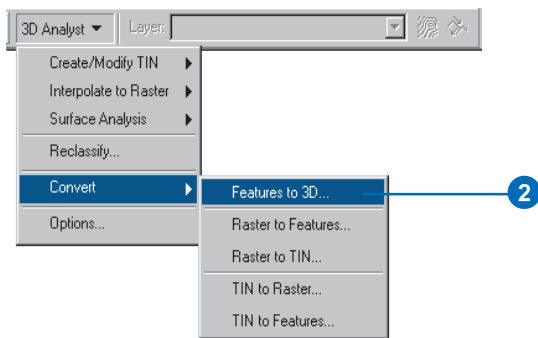 3D Analyst Layer:
Create/Modify TIN
Interpolate to Raster
Surface Analysis
Reclassify...
Convert
Options...
Features to 3D... 2
Raster to Features...
Raster to TIN...
TIN to Raster...
TIN to Features...